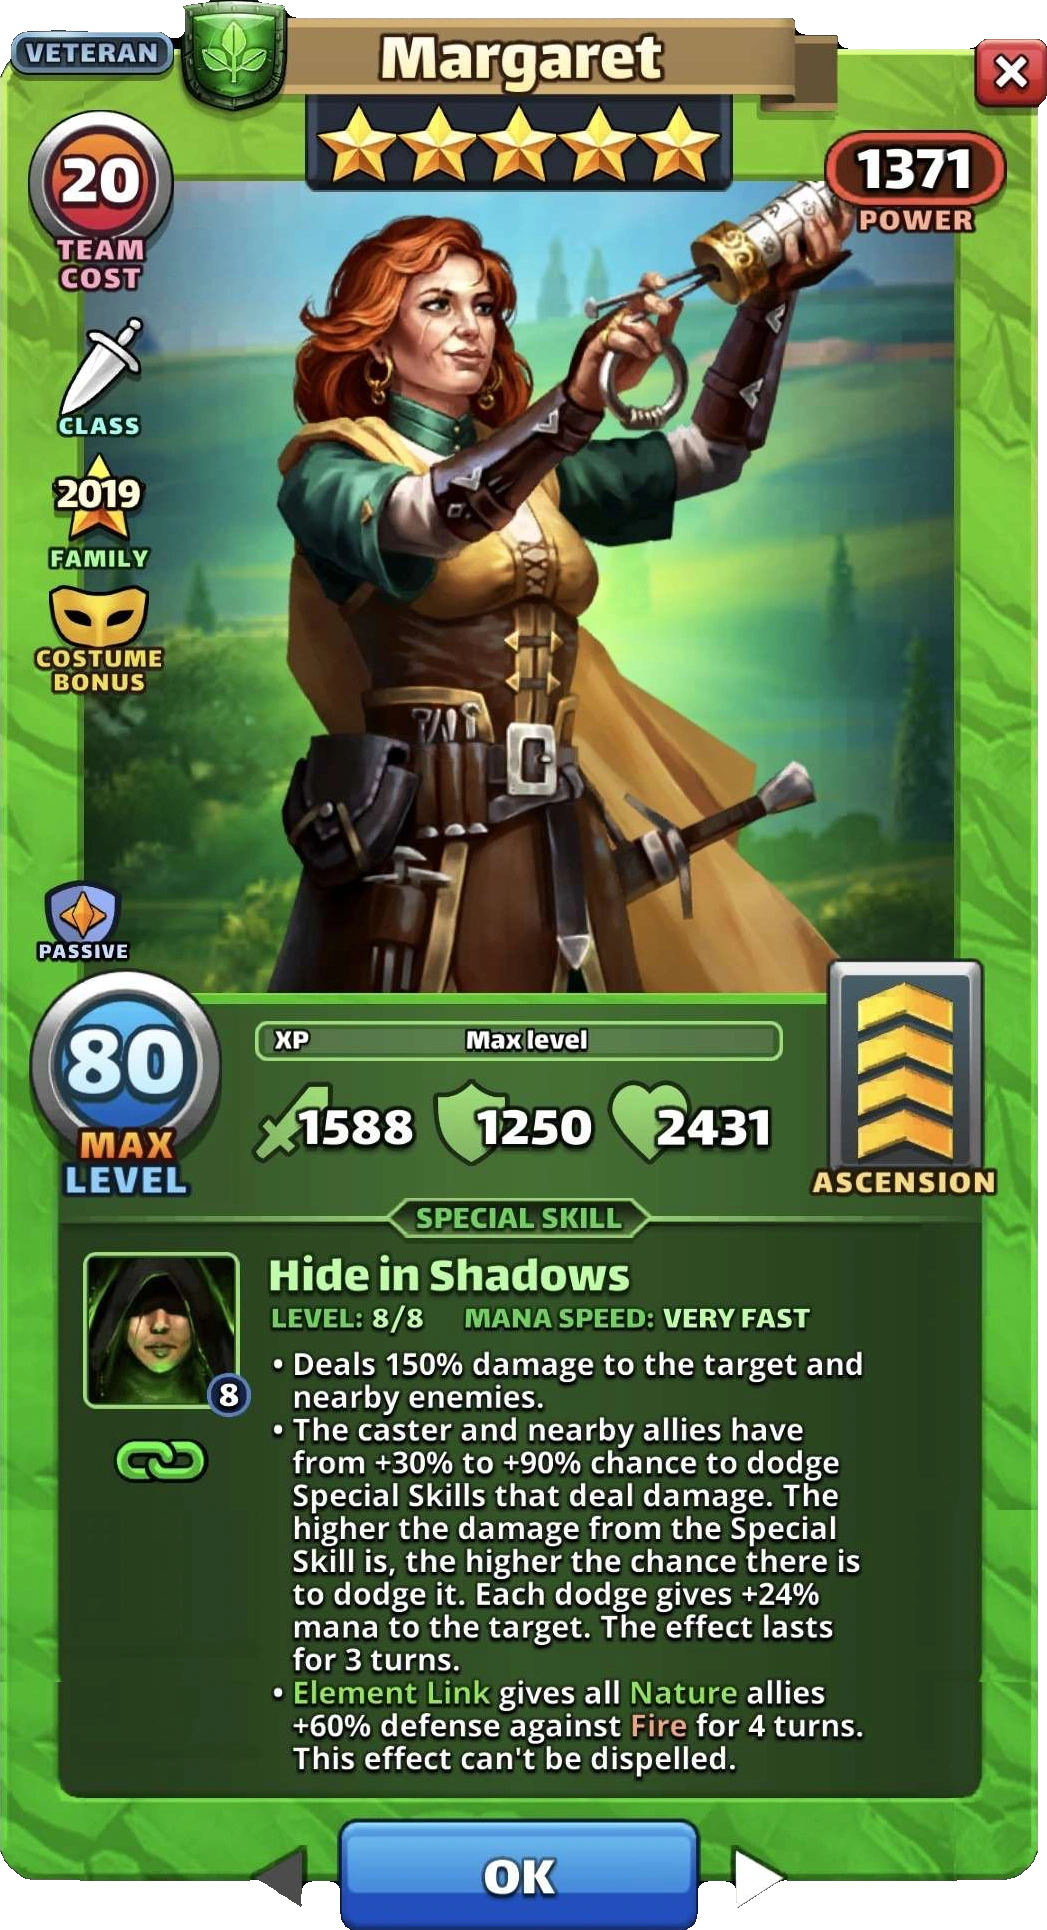 VETERAN
Margaret
20
TEAM
COST
1371
POWER
CLASS
2019
FAMILY
COSTUME
BONUS
PASSIVE
80
MAX
LEVEL
XP
Max level
1588
1250
2431
ASCENSION
SPECIAL SKILL
8
Hide in Shadows
LEVEL: 8/8 MANA SPEED: VERY FAST
• Deals 150% damage to the target and
nearby enemies.
• The caster and nearby allies have
from +30% to +90% chance to dodge
Special Skills that deal damage. The
higher the damage from the Special
Skill is, the higher the chance there is
to dodge it. Each dodge gives +24%
mana to the target. The effect lasts
for 3 turns.
• Element Link gives all Nature allies
+60% defense against Fire for 4 turns.
This effect can't be dispelled.
OK